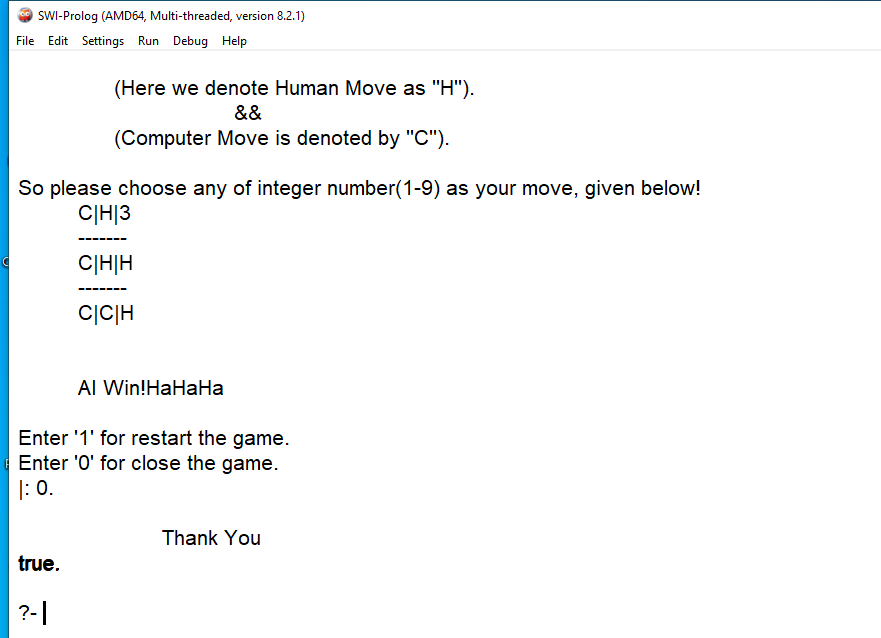 SWI-Prolog (AMD64, Multi-threaded, version 8.2.1)
File Edit Settings Run Debug Help
(Here we denote Human Move as "H").
&&
(Computer Move is denoted by "C").
So please choose any of integer number(1-9) as your move, given below!
C|H|3
-------
C|H|H
-------
C|C|H
AI Win!HaHaHa
Enter '1' for restart the game.
Enter '0' for close the game.
|: 0.
Thank You
true.
?-